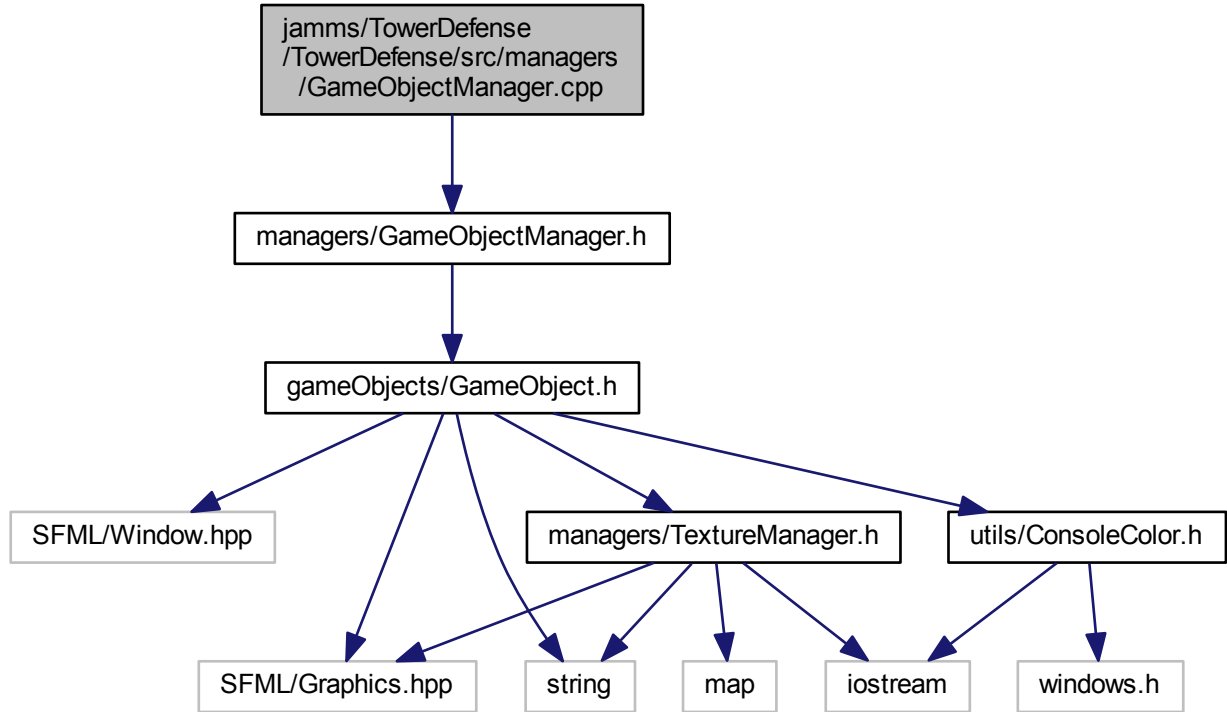 jamms/TowerDefense
/TowerDefense/src/managers
/GameObjectManager.cpp
managers/GameObjectManager.h
gameObjects/GameObject.h
SFML/Window.hpp
managers/TextureManager.h
utils/ConsoleColor.h
SFML/Graphics.hpp
string
map
iostream
windows.h